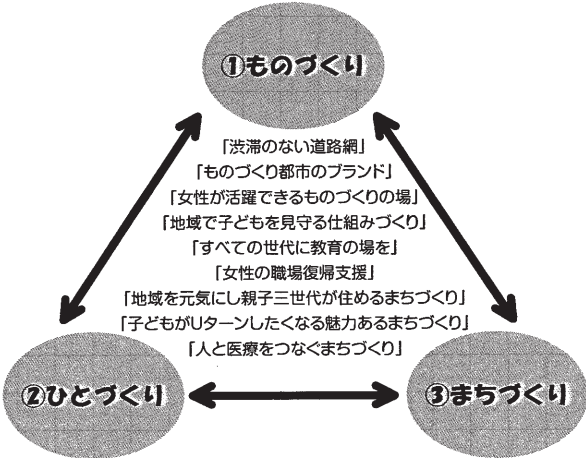 ①ものづくり
「渋滞のない道路網」
「ものづくり都市のブランド」
「女性が活躍できるものづくりの場」
「地域で子どもを見守る仕組みづくり」
「すべての世代に教育の場を」
「女性の職場復帰支援」
「地域を元気にし親子三世代が住めるまちづくり」
「子どもがUターンしたくなる魅力あるまちづくり」
「人と医療をつなぐまちづくり」
②ひとづくり
③まちづくり